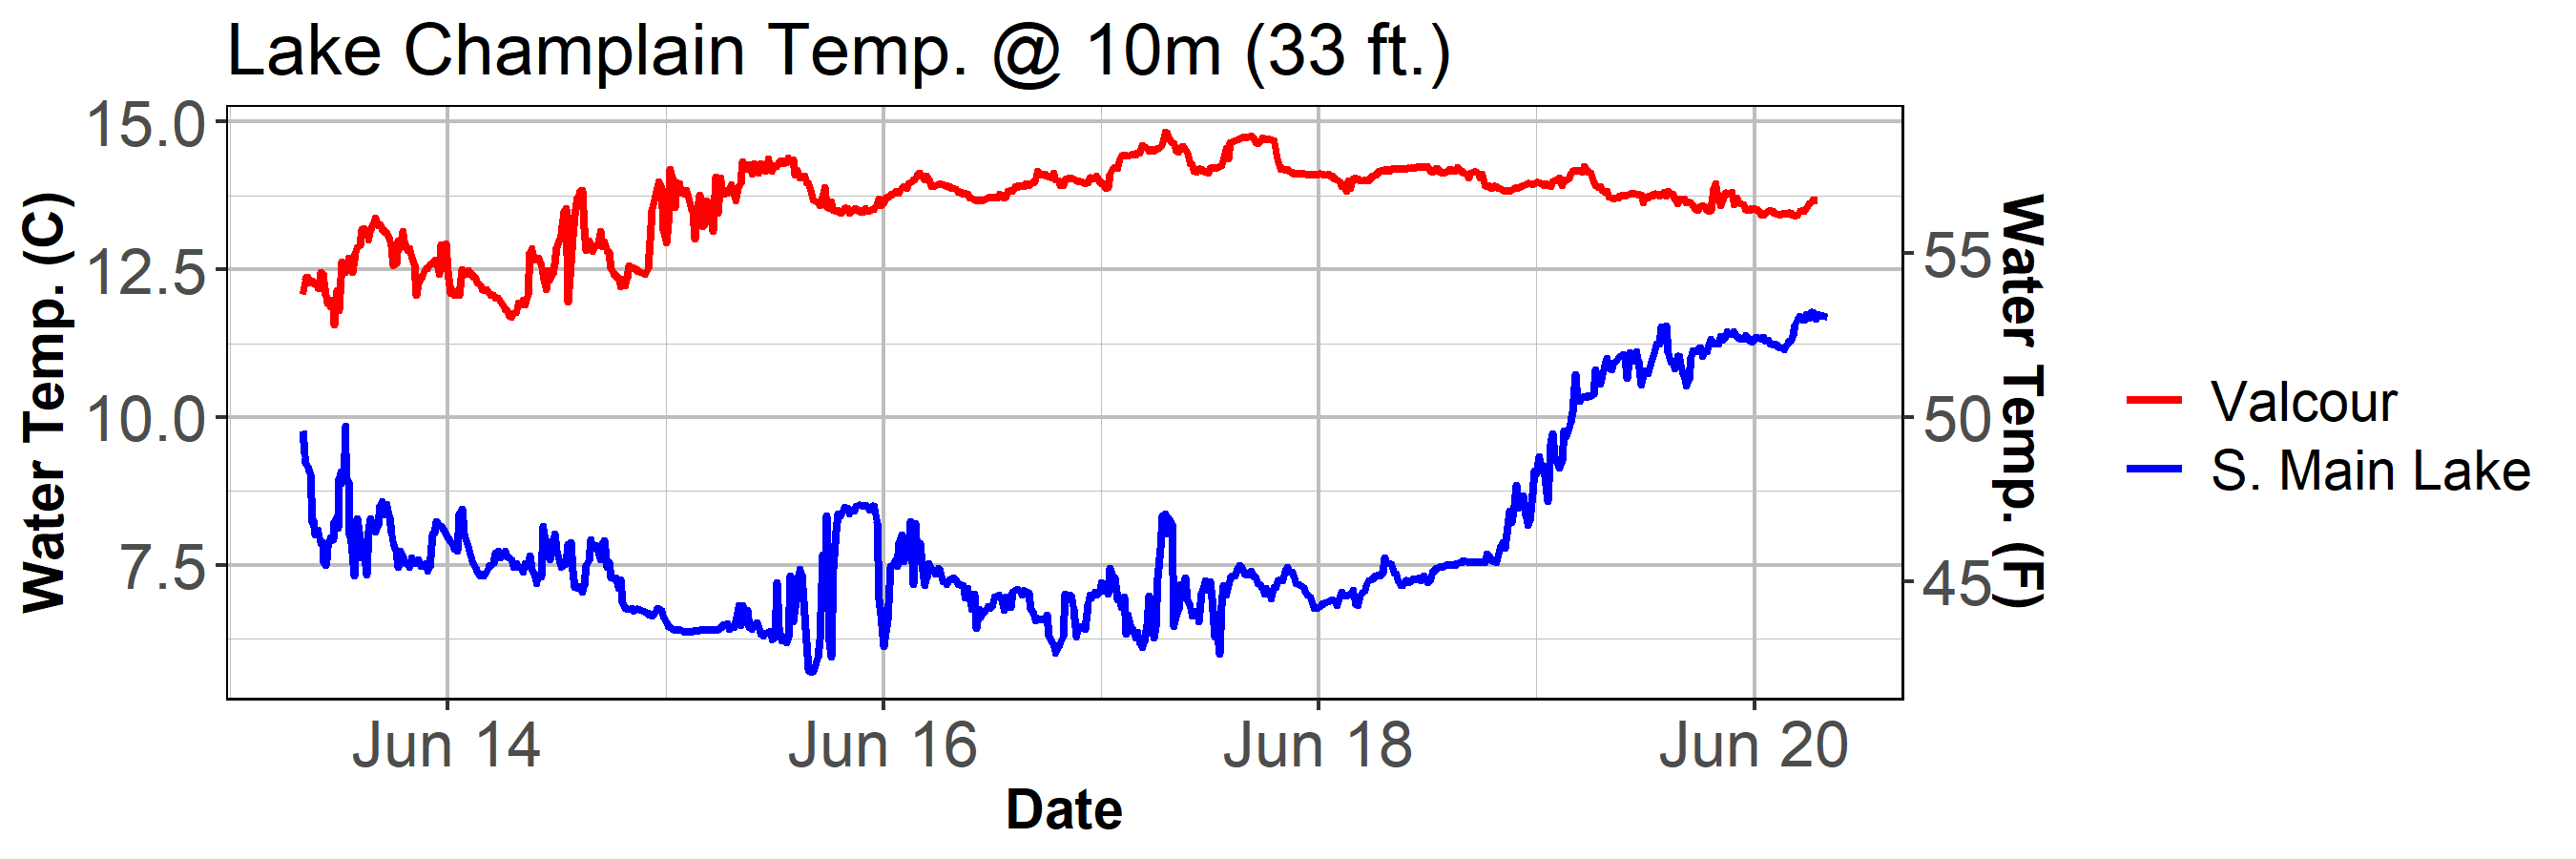 Lake Champlain Temp. @ 10m (33 ft.)
Water Temp. (C)
15.0
12.5
10.0
7.5
55
50
45
Water Temp. (F)
Jun 14
Jun 16
Jun 18
Jun 20
Date
Valcour
S. Main Lake